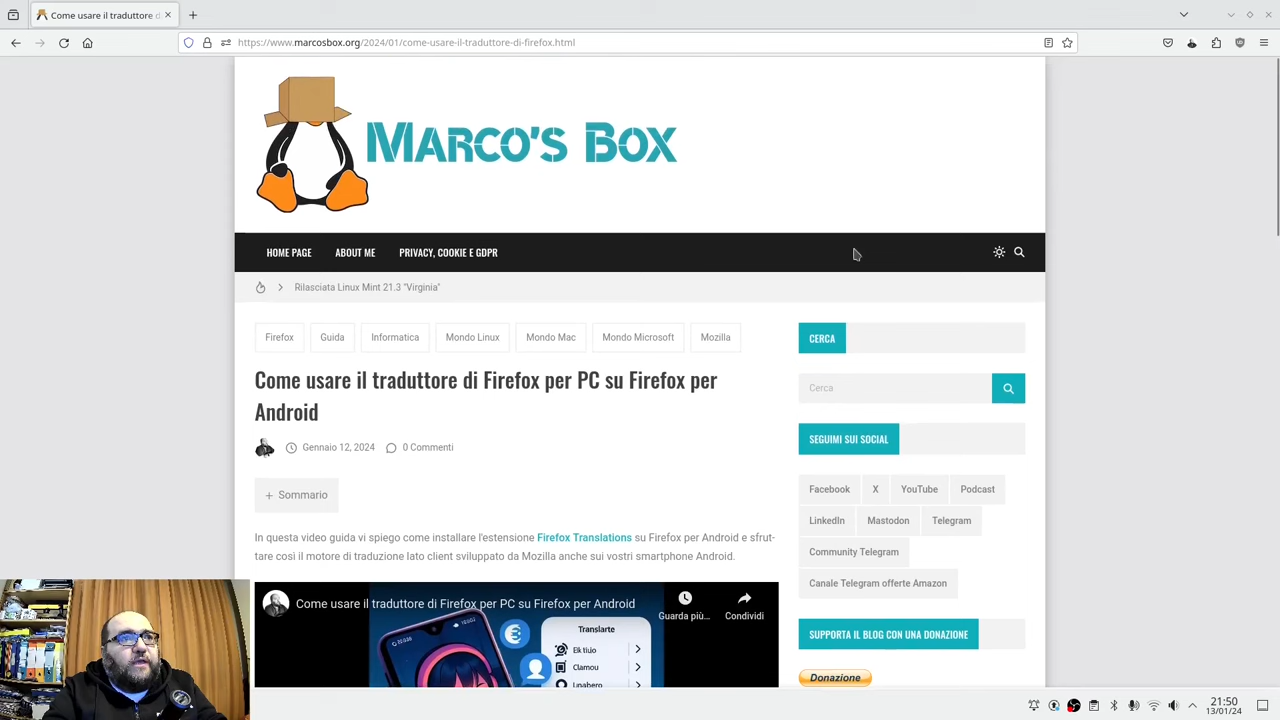 Come usare il traduttore d
https://www.marcosbox.org/2024/01/come-usare-il-traduttore-di-firefox.html
MARCO'S BOX
HOME PAGE
ABOUT ME
PRIVACY, COOKIE E GDPR
Rilasciata Linux Mint 21.3 "Virginia"
Firefox
Guida
Informatica
Mondo Linux
Mondo Mac
Mondo Microsoft
Mozilla
Come usare il traduttore di Firefox per PC su Firefox per
Android
Gennaio 12, 2024
0 Commenti
+ Sommario
In questa video guida vi spiego come installare l'estensione Firefox Translations su Firefox per Android e sfrut-
tare così il motore di traduzione lato client sviluppato da Mozilla anche sui vostri smartphone Android.
Come usare il traduttore di Firefox per PC su Firefox per Android
Guarda più...
Condividi
Translarte
Clamou
CERCA
Cerca
SEGUIMI SUI SOCIAL
Facebook
X
YouTube
Podcast
LinkedIn
Mastodon
Telegram
Community Telegram
Canale Telegram offerte Amazon
SUPPORTA IL BLOG CON UNA DONAZIONE
Donazione
21:50
13/01/24